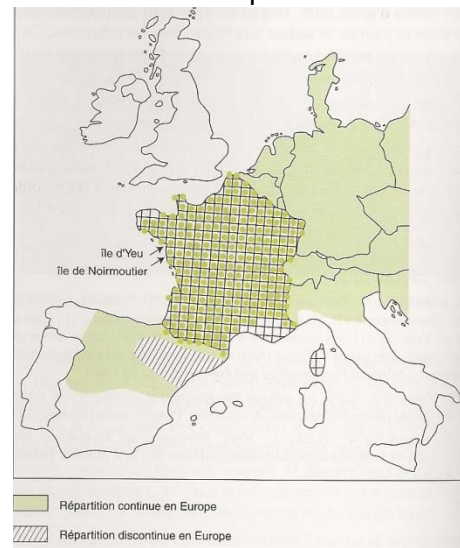 île d'Yeu
île de Noirmoutier
Répartition continue en Europe
Répartition discontinue en Europe